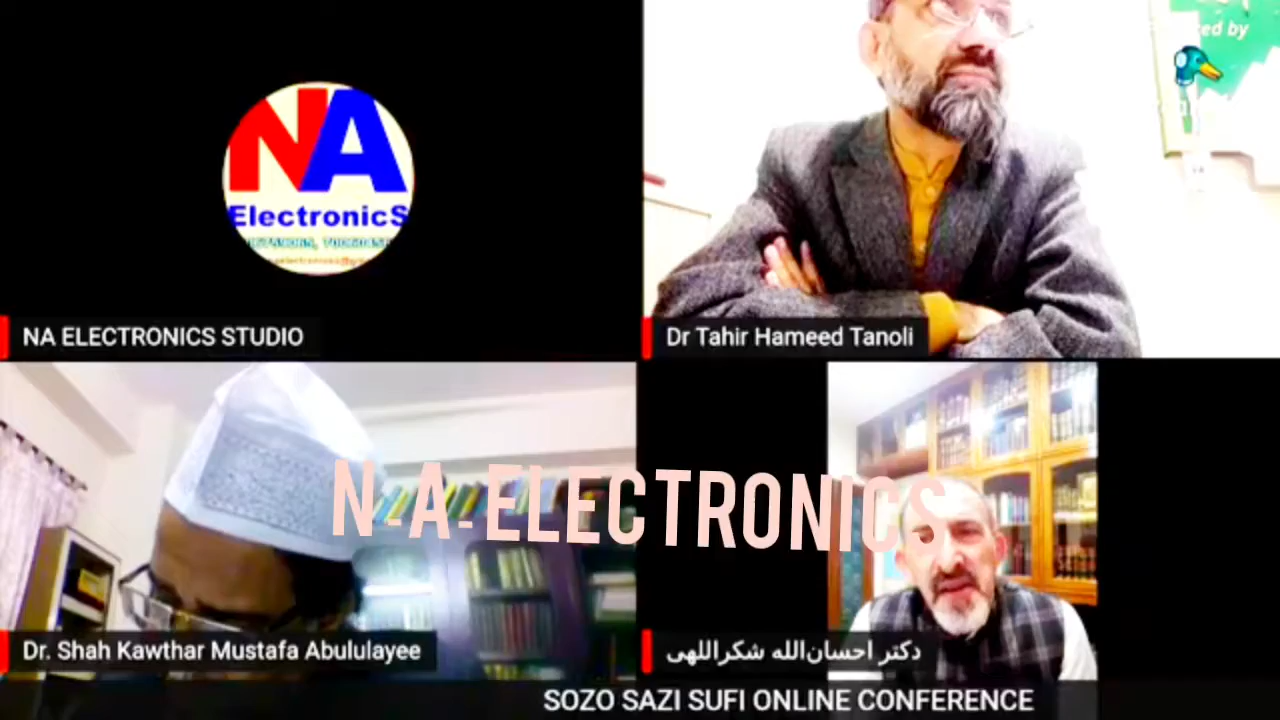 NA
ElectronicS
NA ELECTRONICS STUDIO
Dr Tahir Hameed Tanoli
N-A-ELECTRONICS
Dr. Shah Kawthar Mustafa Abululayee
دکتر احسان‌الله شکراللهی
SOZO SAZI SUFI ONLINE CONFERENCE